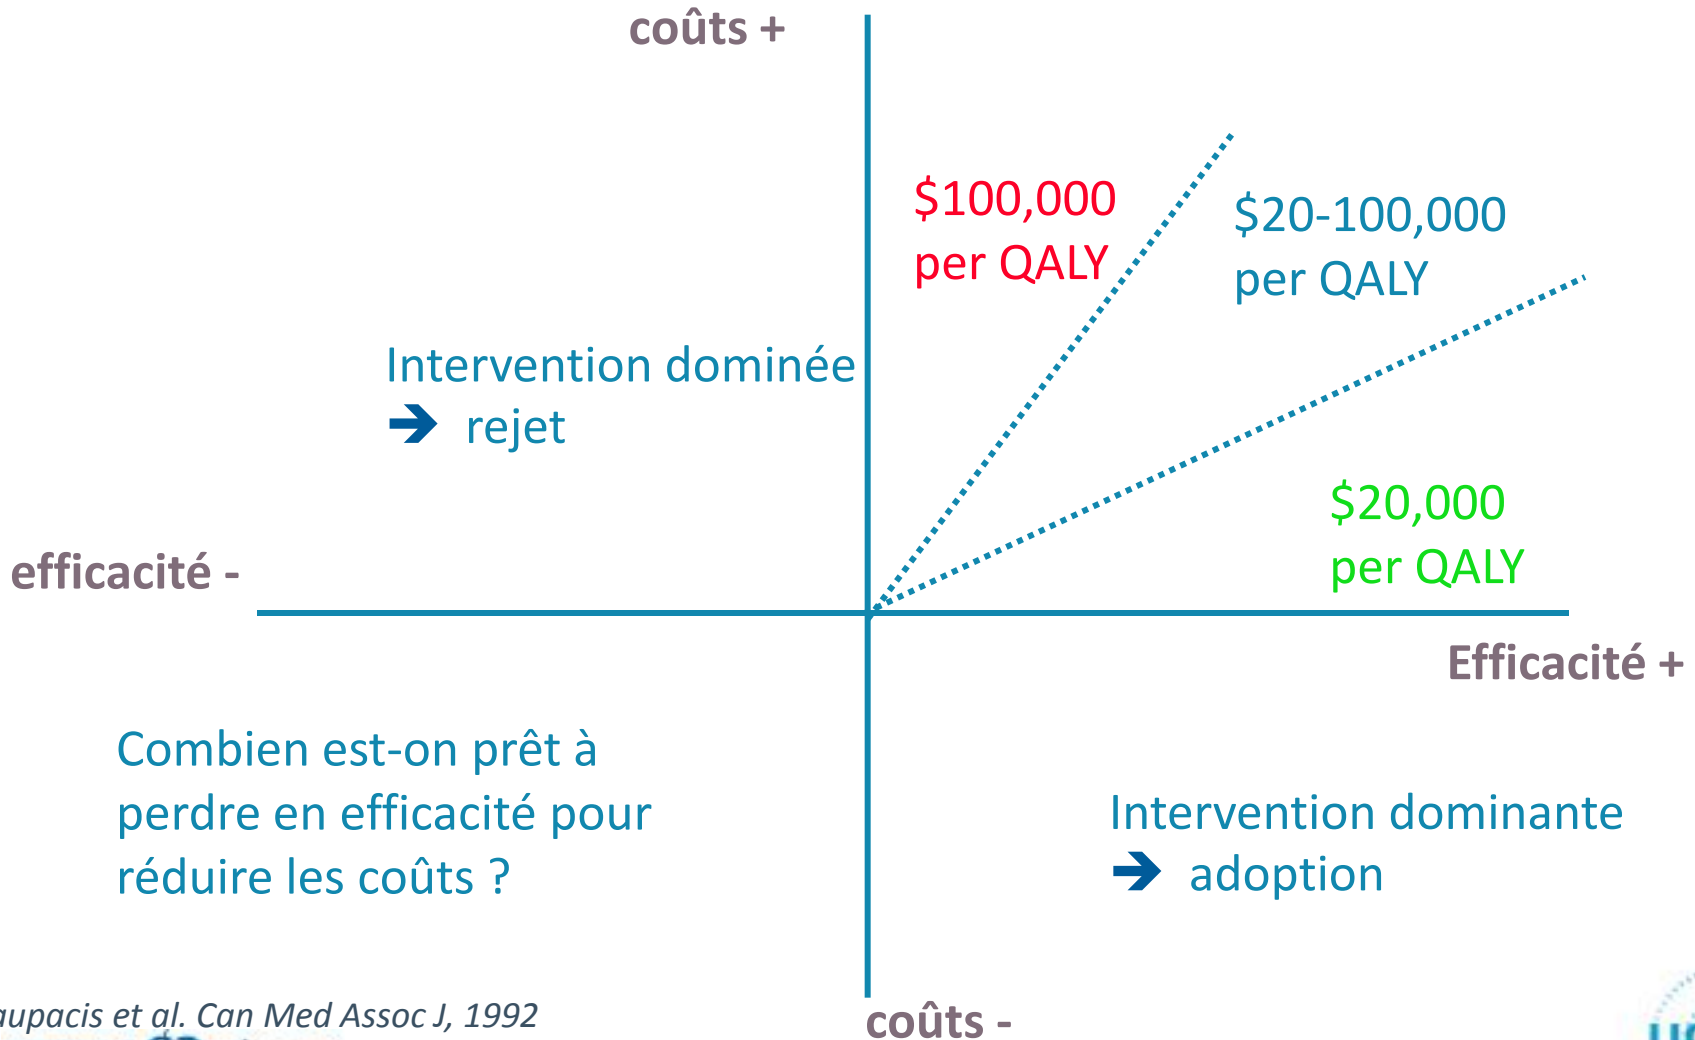 coûts +
$100,000
per QALY
$20-100,000
per QALY
Intervention dominée
➔ rejet
$20,000
per QALY
efficacité -
Efficacité +
Combien est-on prêt à
perdre en efficacité pour
réduire les coûts ?
Intervention dominante
➔ adoption
aupacis et al. Can Med Assoc J, 1992
coûts -